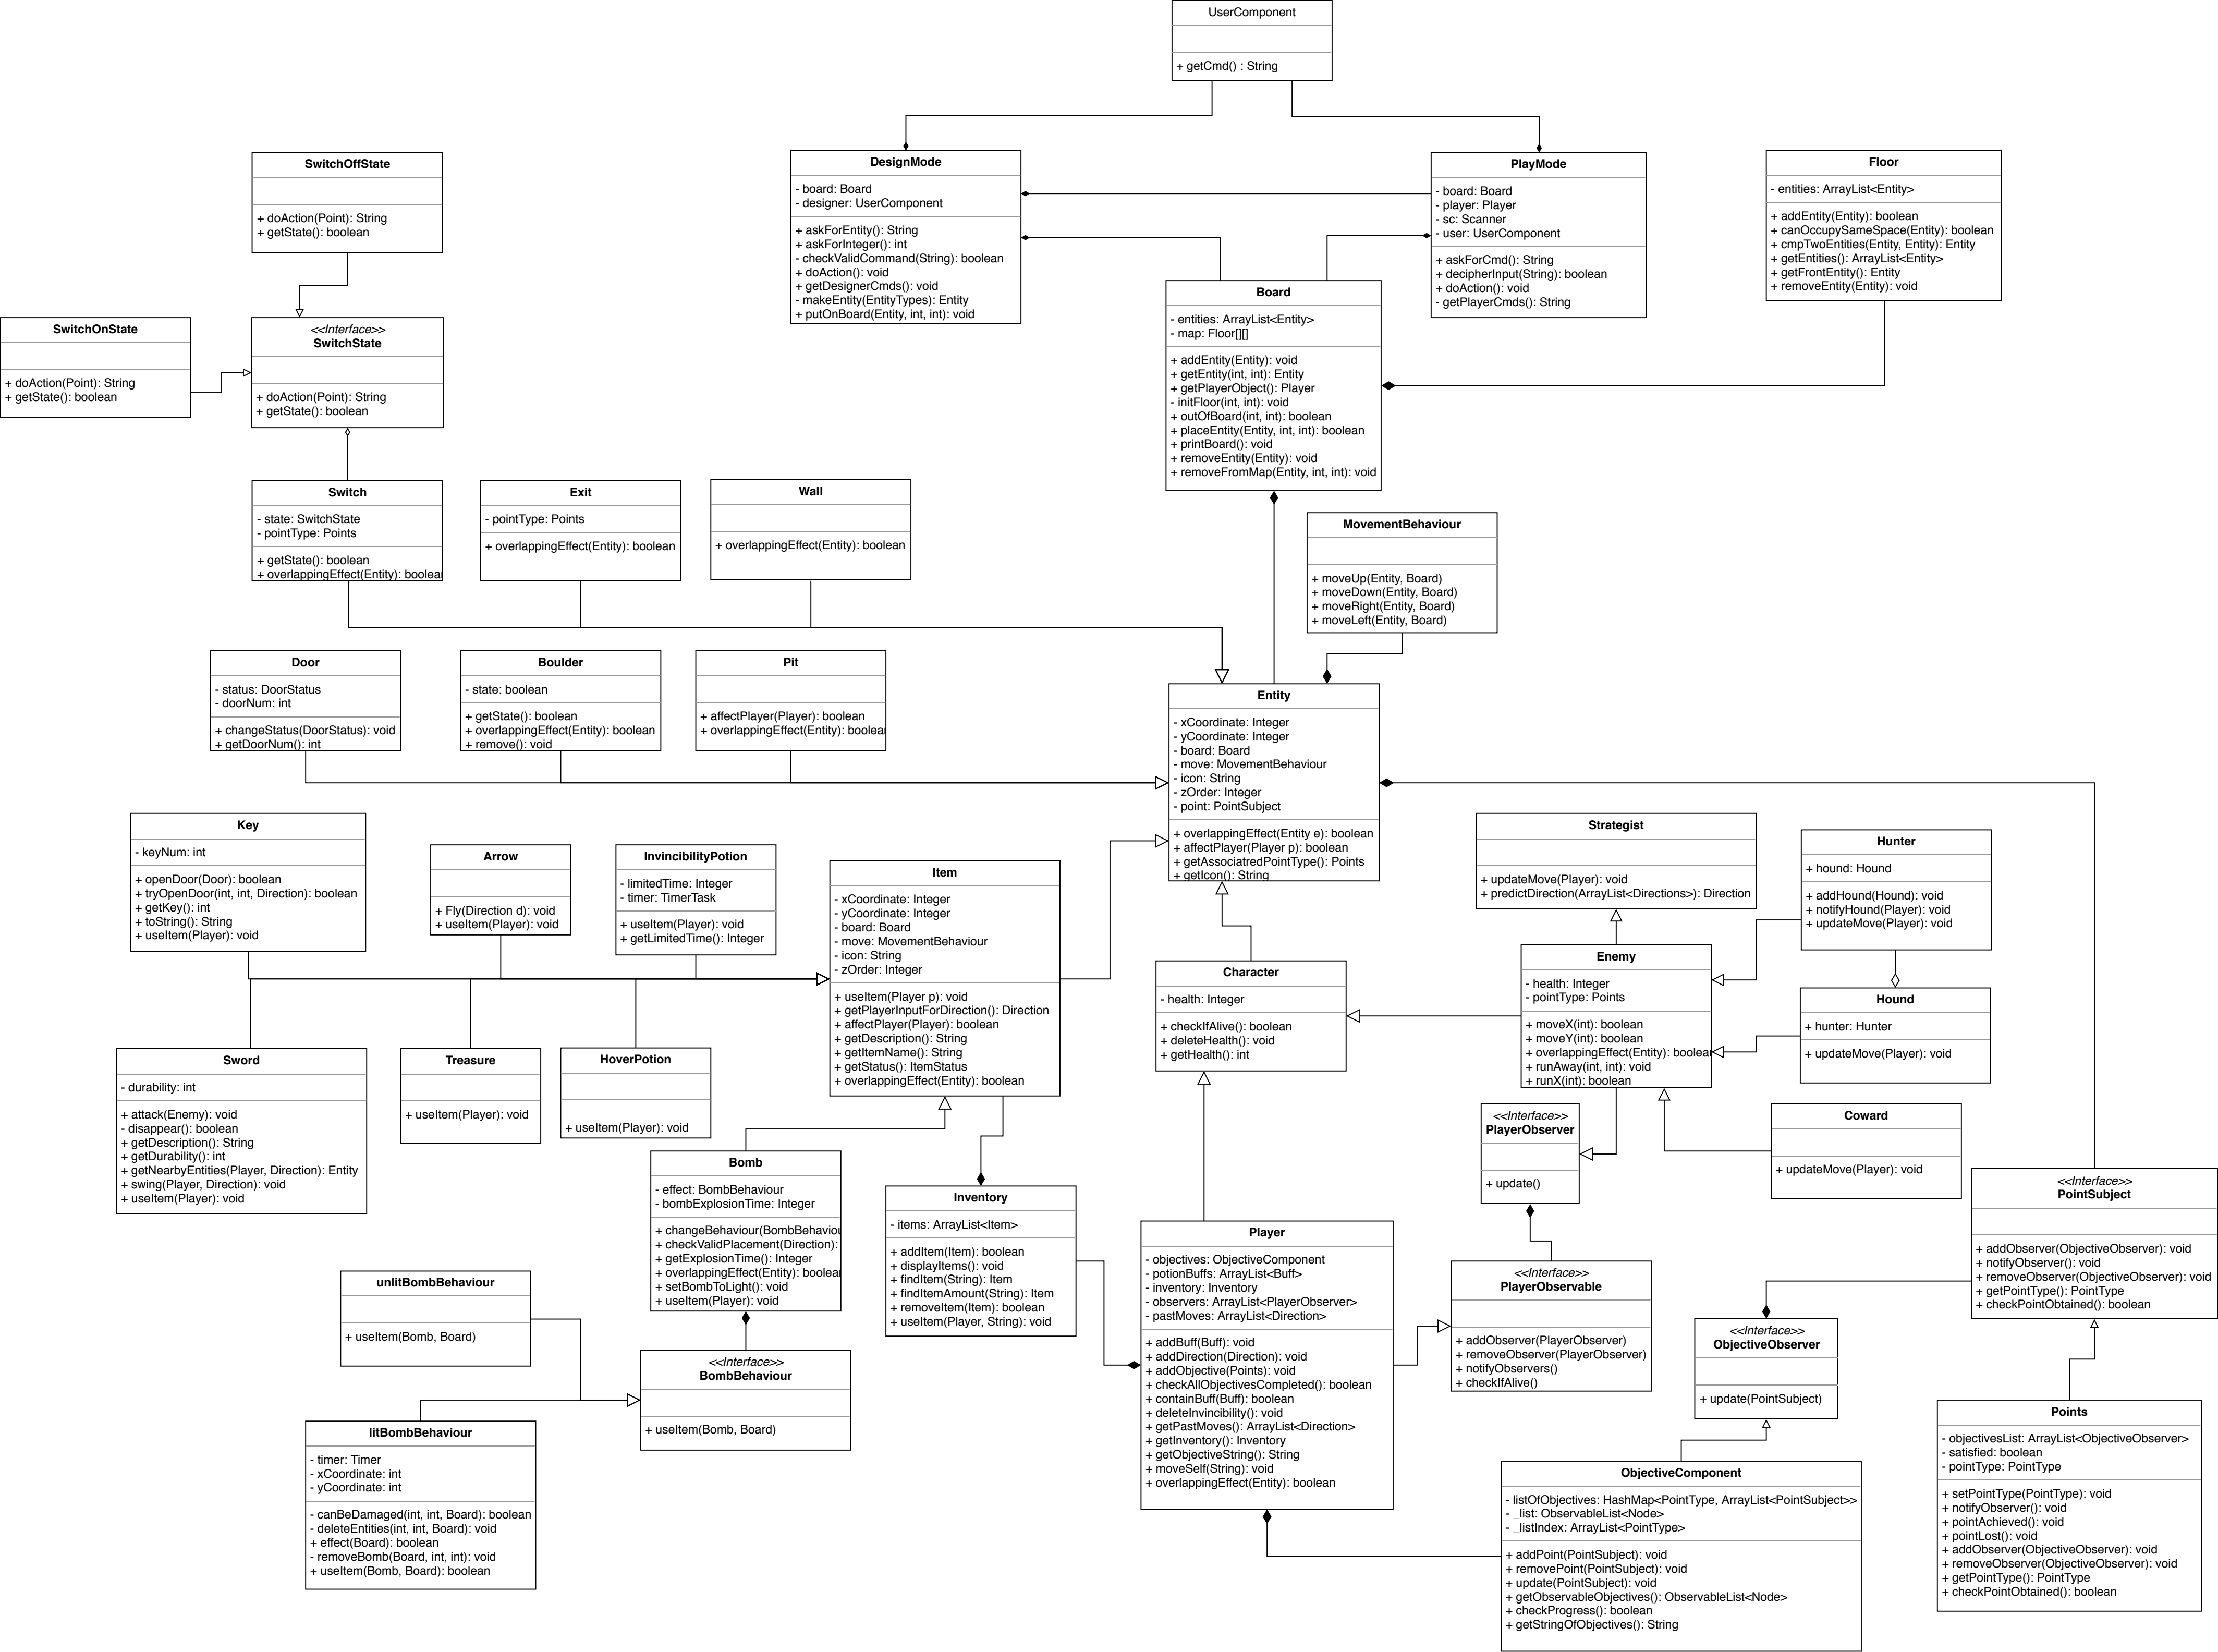 UserComponent
+ getCmd() : String
SwitchOffState
+ doAction(Point): String
+ getState(): boolean
DesignMode
- board: Board
- designer: UserComponent
+ askForEntity(): String
+ askForInteger(): int
- checkValidCommand(String): boolean
+ doAction(): void
+ getDesignerCmds(): void
- makeEntity(EntityTypes): Entity
+ putOnBoard(Entity, int, int): void
PlayMode
- board: Board
- player: Player
- sc: Scanner
- user: UserComponent
+ askForCmd(): String
+ decipherInput(String): boolean
+ doAction(): void
- getPlayerCmds(): String
Floor
- entities: ArrayList<Entity>
+ addEntity(Entity): boolean
+ canOccupySameSpace(Entity): boolean
+ cmpTwoEntities(Entity, Entity): Entity
+ getEntities(): ArrayList<Entity>
+ getFrontEntity(): Entity
+ removeEntity(Entity): void
SwitchOnState
+ doAction(Point): String
+ getState(): boolean
<<Interface>>
SwitchState
+ doAction(Point): String
+ getState(): boolean
Board
- entities: ArrayList<Entity>
- map: Floor[][]
+ addEntity(Entity): void
+ getEntity(int, int): Entity
+ getPlayerObject(): Player
- initFloor(int, int): void
+ outOfBoard(int, int): boolean
+ placeEntity(Entity, int, int): boolean
+ printBoard(): void
+ removeEntity(Entity): void
+ removeFromMap(Entity, int, int): void
Switch
- state: SwitchState
- pointType: Points
+ getState(): boolean
+ overlappingEffect(Entity): boolea
Exit
- pointType: Points
+ overlappingEffect(Entity): boolean
Wall
+ overlappingEffect(Entity): boolean
MovementBehaviour
+ moveUp(Entity, Board)
+ moveDown(Entity, Board)
+ moveRight(Entity, Board)
+ moveLeft(Entity, Board)
Door
- status: DoorStatus
- doorNum: int
+ changeStatus(DoorStatus): void
+ getDoorNum(): int
Boulder
- state: boolean
+ getState(): boolean
+ overlappingEffect(Entity): boolean
+ remove(): void
Pit
+ affectPlayer(Player): boolean
+ overlappingEffect(Entity): boolea
Entity
- xCoordinate: Integer
- yCoordinate: Integer
- board: Board
- move: MovementBehaviour
- icon: String
- zOrder: Integer
- point: PointSubject
+ overlappingEffect(Entity e): boolean
+ affectPlayer(Player p): boolean
+ getAssociatredPointType(): Points
+ getIcon(): String
Key
- keyNum: int
+ openDoor(Door): boolean
+ tryOpenDoor(int, int, Direction): boolean
+ getKey(): int
+ toString(): String
+ useItem(Player): void
Arrow
+ Fly(Direction d): void
+ useItem(Player): void
InvincibilityPotion
- limitedTime: Integer
- timer: TimerTask
+ useItem(Player): void
+ getLimitedTime(): Integer
Item
- xCoordinate: Integer
- yCoordinate: Integer
- board: Board
- move: MovementBehaviour
- icon: String
- zOrder: Integer
+ useItem(Player p): void
+ getPlayerInputForDirection(): Direction
+ affectPlayer(Player): boolean
+ getDescription(): String
+ getItemName(): String
+ getStatus(): ItemStatus
+ overlappingEffect(Entity): boolean
Strategist
+ updateMove(Player): void
+ predictDirection(ArrayList<Directions>): Direction
Hunter
+ hound: Hound
+ addHound(Hound): void
+ notifyHound(Player): void
+ updateMove(Player): void
Character
- health: Integer
+ checkIfAlive(): boolean
+ deleteHealth(): void
+ getHealth(): int
Enemy
- health: Integer
- pointType: Points
+ moveX(int): boolean
+ moveY(int): boolean
+ overlappingEffect(Entity): boolea
+ runAway(int, int): void
+ runX(int): boolean
Hound
+ hunter: Hunter
+ updateMove(Player): void
Sword
- durability: int
+ attack(Enemy): void
- disappear(): boolean
+ getDescription(): String
+ getDurability(): int
+ getNearbyEntities(Player, Direction): Entity
+ swing(Player, Direction): void
+ useItem(Player): void
Treasure
+ useItem(Player): void
HoverPotion
+ useItem(Player): void
<<Interface>>
PlayerObserver
+ update()
Coward
+ updateMove(Player): void
Bomb
- effect: BombBehaviour
- bombExplosionTime: Integer
+ changeBehaviour(BombBehaviou
+ checkValidPlacement(Direction):
+ getExplosionTime(): Integer
+ overlappingEffect(Entity): boolea
+ setBombToLight(): void
+ useItem(Player): void
Inventory
- items: ArrayList<Item>
+ addItem(Item): boolean
+ displayItems(): void
+ findItem(String): Item
+ findItemAmount(String): Item
+ removeItem(Item): boolean
+ useItem(Player, String): void
<<Interface>>
PointSubject
+ addObserver(ObjectiveObserver): void
+ notifyObserver(): void
+ removeObserver(ObjectiveObserver): void
+ getPointType(): PointType
+ checkPointObtained(): boolean
Player
- objectives: ObjectiveComponent
- potionBuffs: ArrayList<Buff>
- inventory: Inventory
- observers: ArrayList<PlayerObserver>
- pastMoves: ArrayList<Direction>
+ addBuff(Buff): void
+ addDirection(Direction): void
+ addObjective(Points): void
+ checkAllObjectivesCompleted(): boolean
+ containBuff(Buff): boolean
+ deleteInvincibility(): void
+ getPastMoves(): ArrayList<Direction>
+ getInventory(): Inventory
+ getObjectiveString(): String
+ moveSelf(String): void
+ overlappingEffect(Entity): boolean
<<Interface>>
PlayerObservable
+ addObserver(PlayerObserver)
+ removeObserver(PlayerObserver)
+ notifyObservers()
+ checkIfAlive()
unlitBombBehaviour
+ useItem(Bomb, Board)
<<Interface>>
BombBehaviour
+ useItem(Bomb, Board)
<<Interface>>
ObjectiveObserver
+ update(PointSubject)
litBombBehaviour
- timer: Timer
- xCoordinate: int
- yCoordinate: int
- canBeDamaged(int, int, Board): boolean
- deleteEntities(int, int, Board): void
+ effect(Board): boolean
- removeBomb(Board, int, int): void
+ useItem(Bomb, Board): boolean
Points
- objectivesList: ArrayList<ObjectiveObserver>
- satisfied: boolean
- pointType: PointType
+ setPointType(PointType): void
+ notifyObserver(): void
+ pointAchieved(): void
+ pointLost(): void
+ addObserver(ObjectiveObserver): void
+ removeObserver(ObjectiveObserver): void
+ getPointType(): PointType
+ checkPointObtained(): boolean
ObjectiveComponent
- listOfObjectives: HashMap<PointType, ArrayList<PointSubject>>
- _list: ObservableList<Node>
- _listIndex: ArrayList<PointType>
+ addPoint(PointSubject): void
+ removePoint(PointSubject): void
+ update(PointSubject): void
+ getObservableObjectives(): ObservableList<Node>
+ checkProgress(): boolean
+ getStringOfObjectives(): String